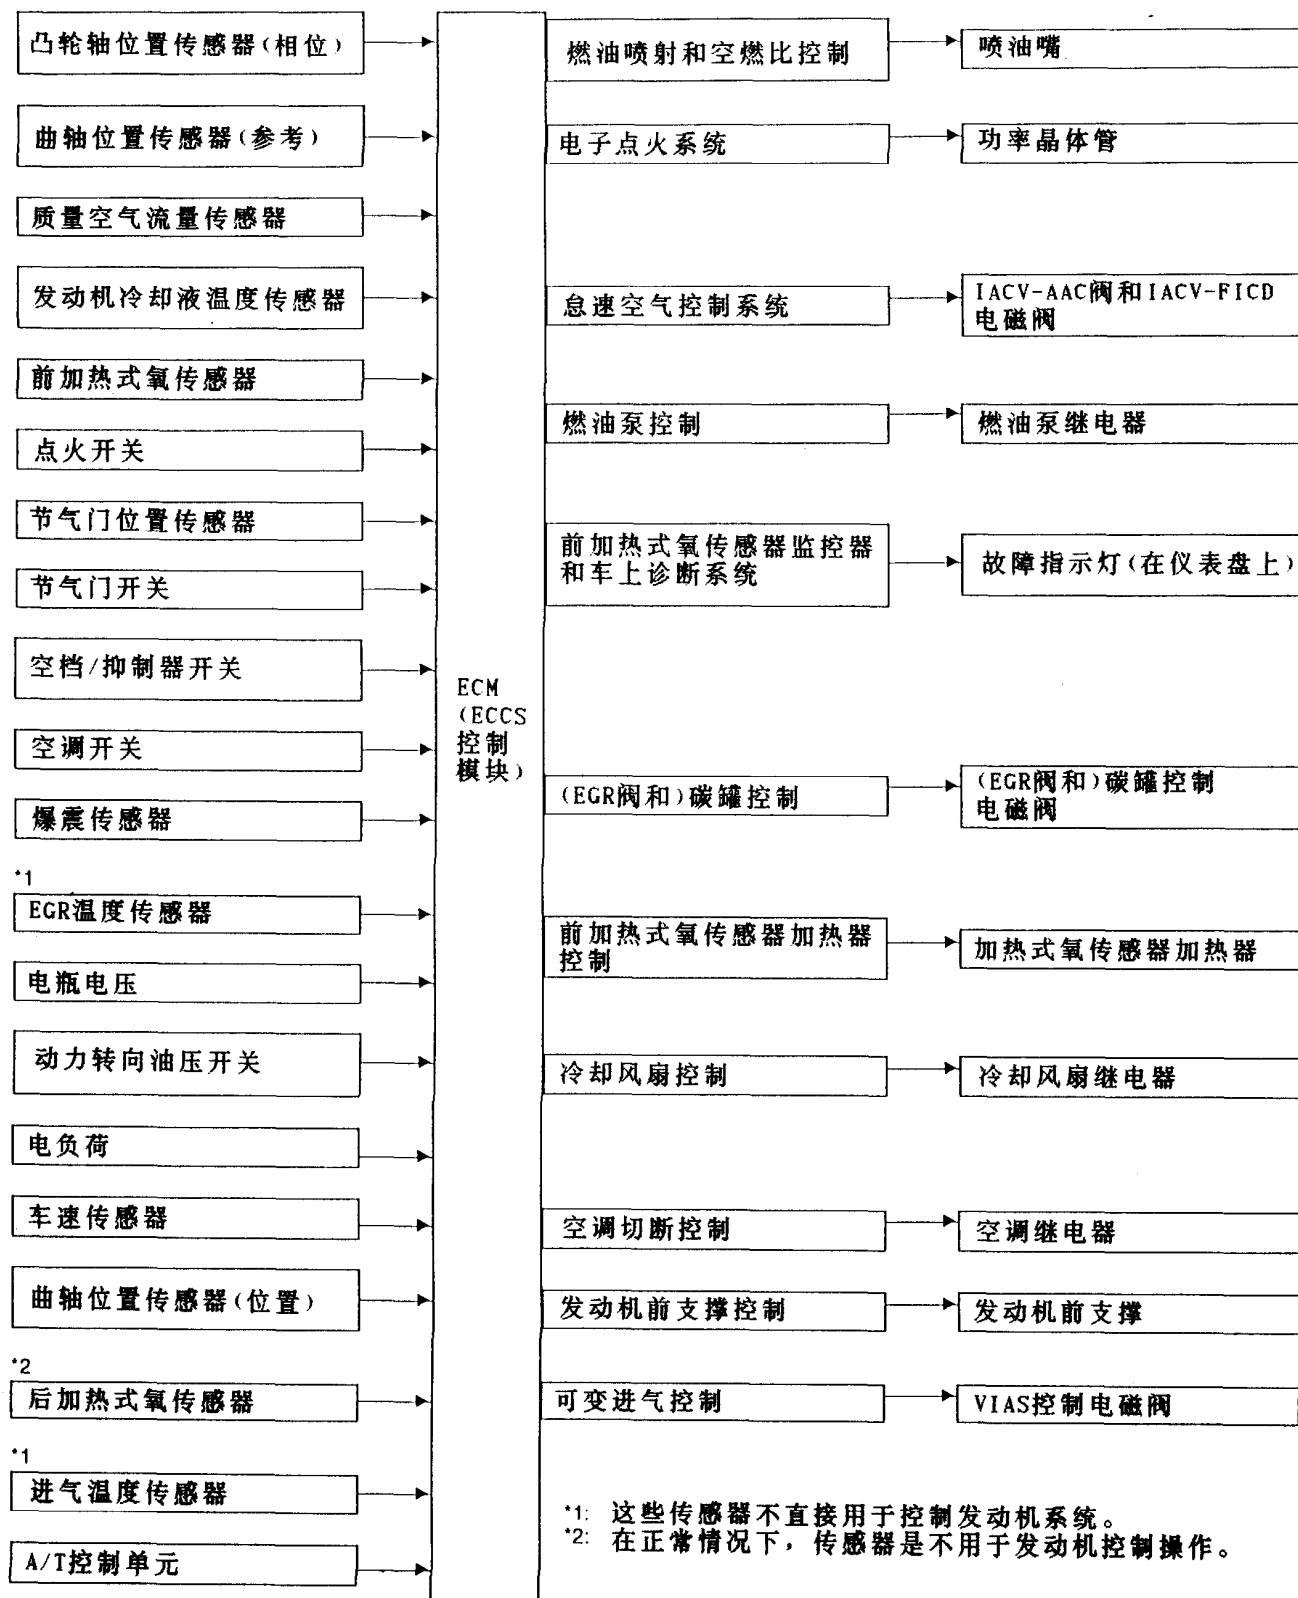 凸轮轴位置传感器(相位)
曲轴位置传感器(参考)
质量空气流量传感器
发动机冷却液温度传感器
前加热式氧传感器
点火开关
节气门位置传感器
节气门开关
空档/抑制器开关
空调开关
爆震传感器
*1
EGR温度传感器
电瓶电压
动力转向油压开关
电负荷
车速传感器
曲轴位置传感器(位置)
*2
后加热式氧传感器
*1
进气温度传感器
A/T控制单元
ECM
(ECCS
控制
模块)
燃油喷射和空燃比控制
电子点火系统
怠速空气控制系统
燃油泵控制
前加热式氧传感器监控器
和车上诊断系统
(EGR阀和)碳罐控制
前加热式氧传感器加热器
控制
冷却风扇控制
空调切断控制
发动机前支撑控制
可变进气控制
喷油嘴
功率晶体管
IACV-AAC阀和IACV-FICD
电磁阀
燃油泵继电器
故障指示灯(在仪表盘上)
(EGR阀和)碳罐控制
电磁阀
加热式氧传感器加热器
冷却风扇继电器
空调继电器
发动机前支撑
VIAS控制电磁阀
*1: 这些传感器不直接用于控制发动机系统。
*2: 在正常情况下，传感器是不用于发动机控制操作。